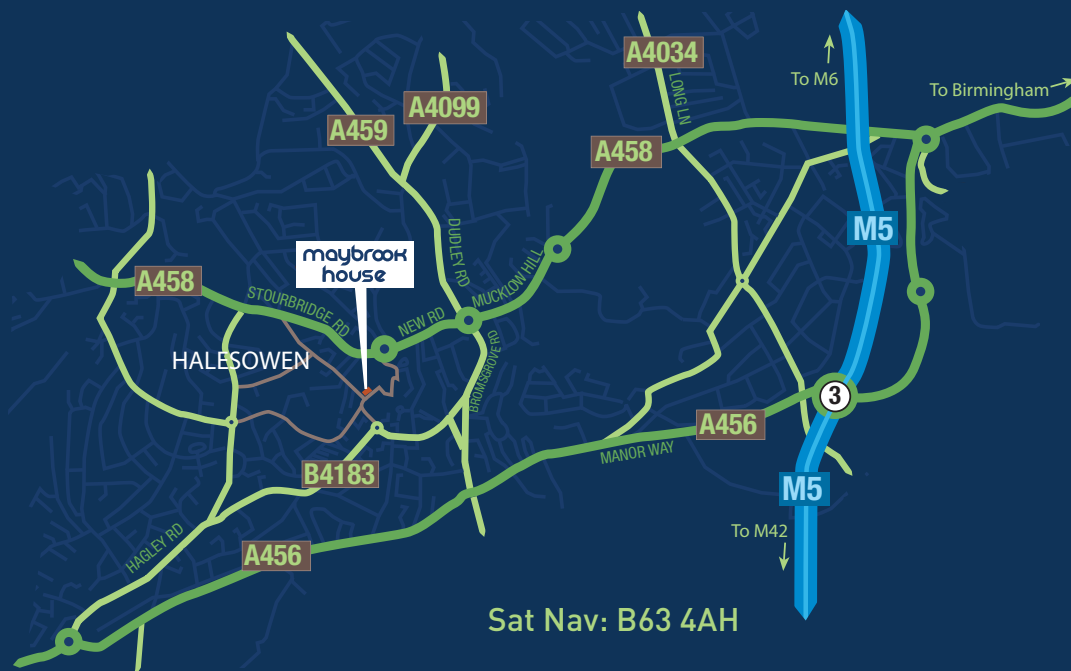 A4034
To M6
To Birmingham
A4099
LONG LN
A459
A458
DUDLEY RD
M5
maybrook
house
MUCKLOW HILL
A458
STOURBRIDGE RD
NEW RD
HALESOWEN
BROMSGROVE RD
3
A456
MANOR WAY
B4183
M5
To M42
HAGLEY RD
A456
Sat Nav: B63 4AH